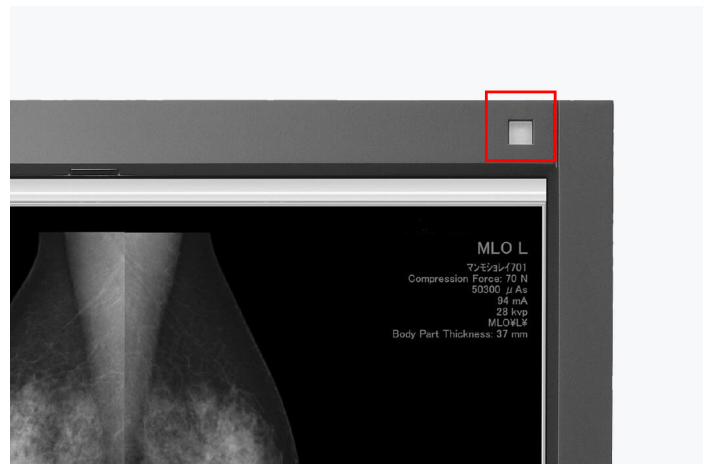 MLO L
マンモショレイ701
Compression Force: 70 N
50300 μAs
94 mA
28 kvp
MLO¥L¥
Body Part Thickness: 37 mm